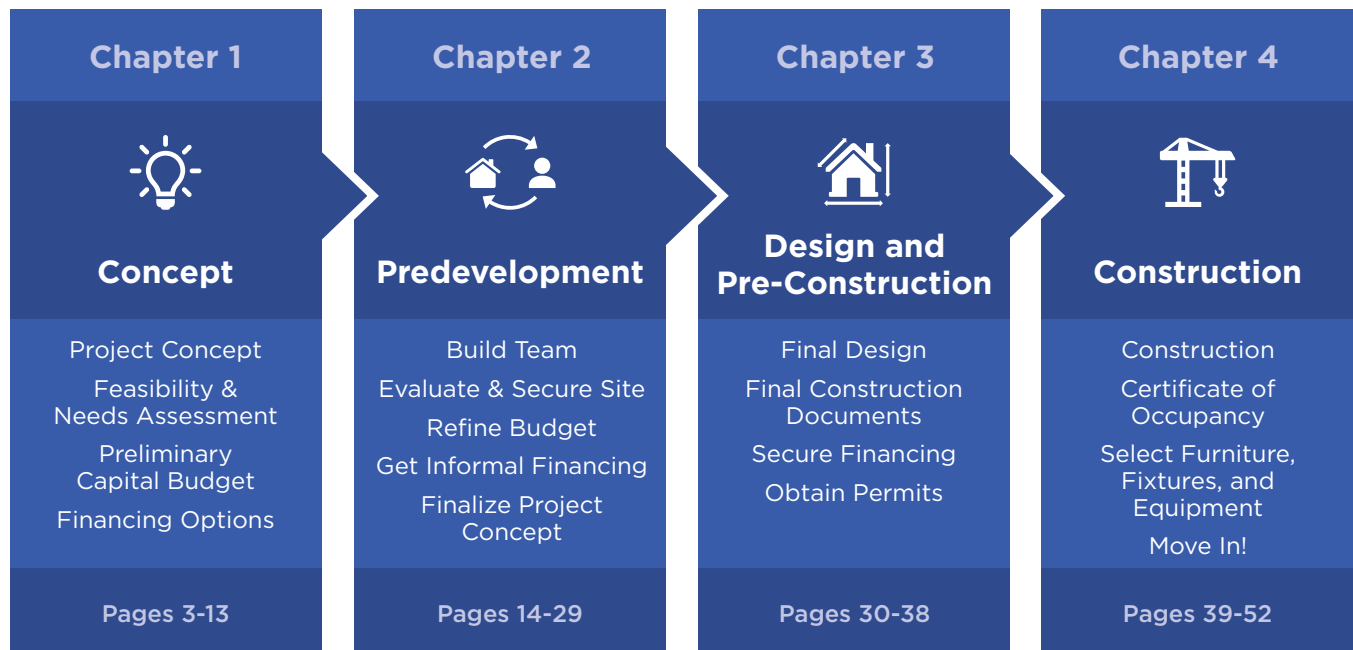 Chapter 1
Concept
Project Concept
Feasibility &
Needs Assessment
Preliminary
Capital Budget
Financing Options
Pages 3-13
Chapter 2
Predevelopment
Build Team
Evaluate & Secure Site
Refine Budget
Get Informal Financing
Finalize Project
Concept
Pages 14-29
Chapter 3
Design and
Pre-Construction
Final Design
Final Construction
Documents
Secure Financing
Obtain Permits
Pages 30-38
Chapter 4
Construction
Construction
Certificate of
Occupancy
Select Furniture,
Fixtures, and
Equipment
Move In!
Pages 39-52